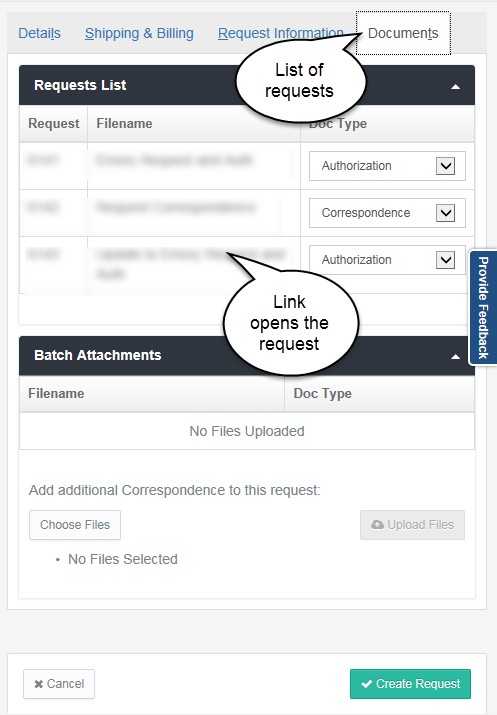 Details Shipping & Billing Request Information Documents
List of
requests
Requests List
Request Filename Doc Type
Authorization
Correspondence
Authorization
Link
opens the
request
Provide Feedback
Batch Attachments
Filename Doc Type
No Files Uploaded
Add additional Correspondence to this request:
Choose Files Upload Files
• No Files Selected
Cancel Create Request